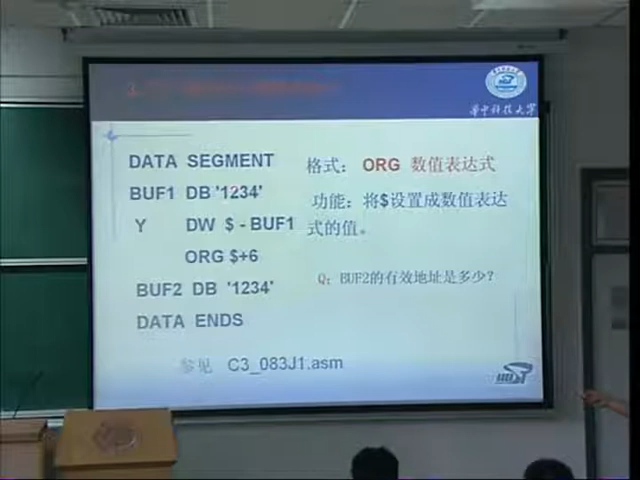 华中科技大学
DATA SEGMENT
BUF1 DB '1234'
Y DW $ - BUF1
ORG $+6
BUF2 DB '1234'
DATA ENDS
格式： ORG 数值表达式
功能：将$设置成数值表达
式的值。
Q：BUF2的有效地址是多少？
参见 C3_083J1.asm